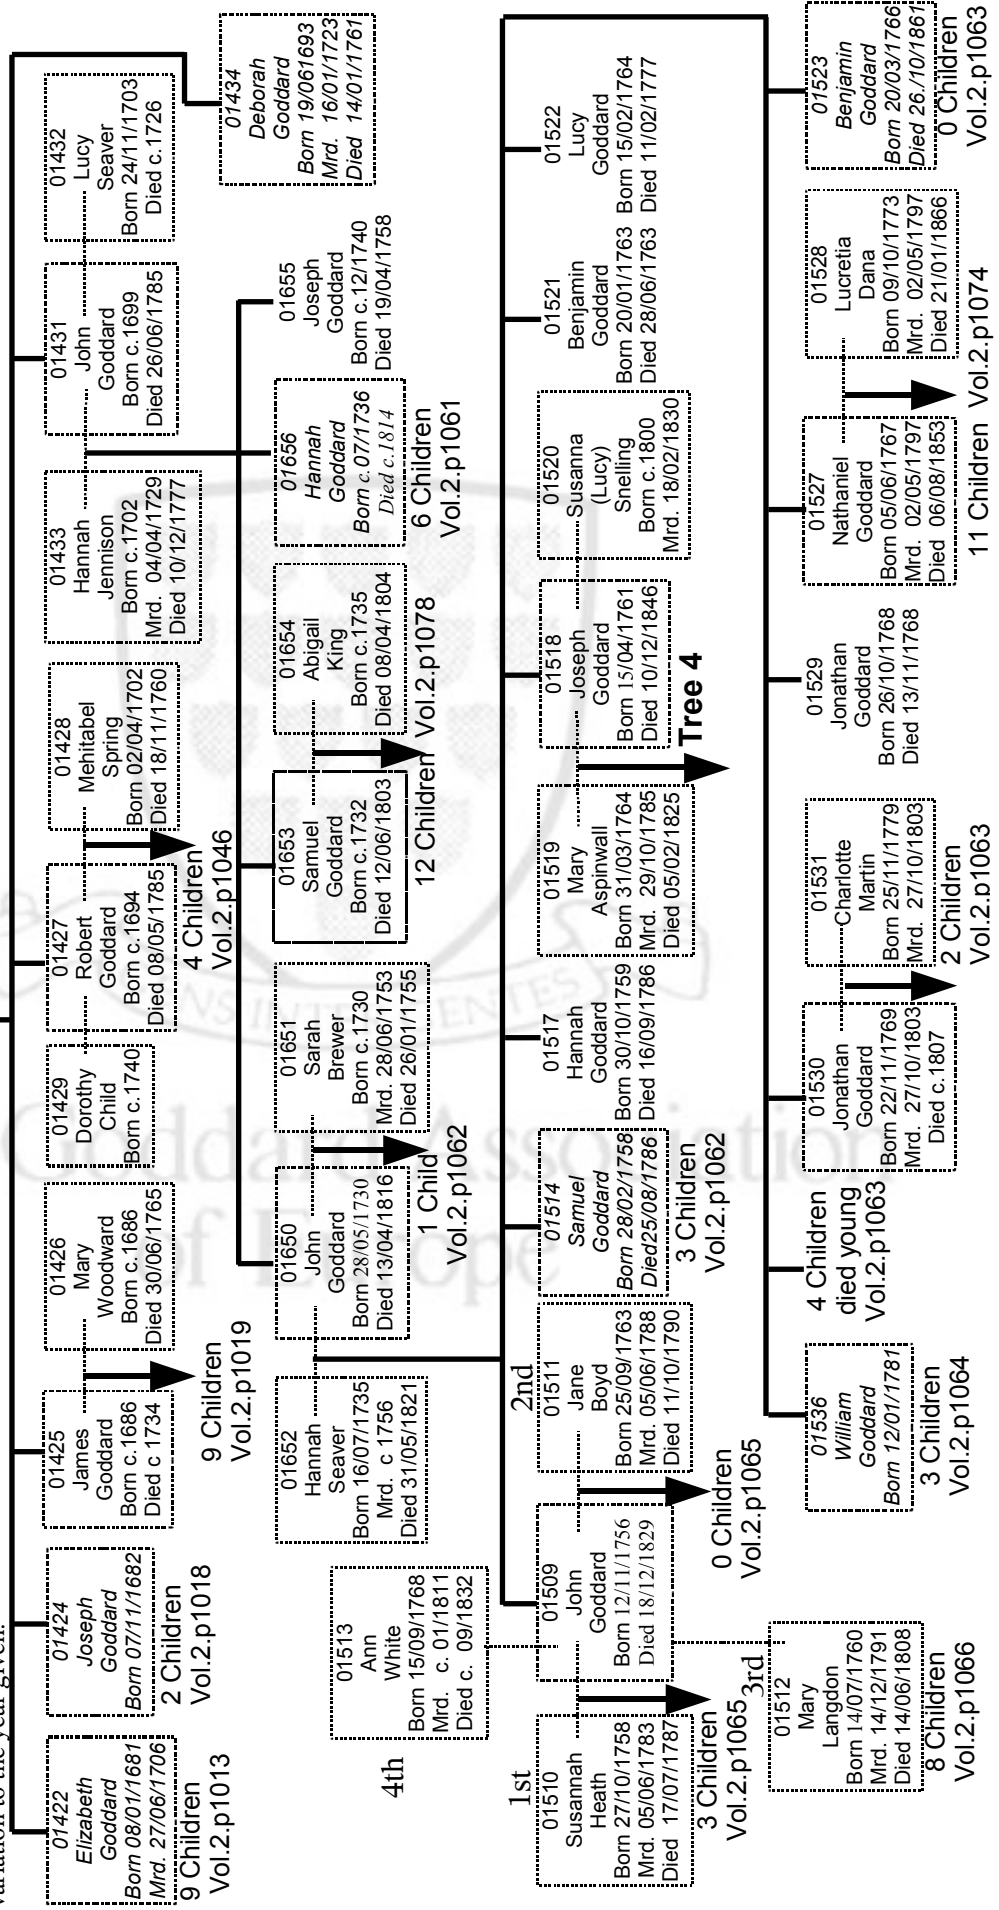 variation to the year given.
01422
Elizabeth
Goddard
Born 08/01/1681
Mrd. 27/06/1706
9 Children
Vol.2.p1013
01424
Joseph
Goddard
Born 07/11/1682
2 Children
Vol.2.p1018
01425
James
Goddard
Born c.1686
Died c 1734
01426
Mary
Woodward
Born c.1686
Died 30/06/1765
9 Children
Vol.2.p1019
01429
Dorothy
Child
Born c.1740
01427
Robert
Goddard
Born c.1694
Died 08/05/1785
01428
Mehitabel
Spring
Born 02/04/1702
Died 18/11/1760
4 Children
Vol.2.p1046
01433
Hannah
Jennison
Born c.1702
Mrd. 04/04/1729
Died 10/12/1777
01431
John
Goddard
Born c.1699
Died 26/06/1785
01432
Lucy
Seaver
Born 24/11/1703
Died c.1726
01434
Deborah
Goddard
Born 19/061693
Mrd. 16/01/1723
Died 14/01/1761
01652
Hannah
Seaver
Born 16/07/1735
Mrd. c 1756
Died 31/05/1821
01650
John
Goddard
Born 28/05/1730
Died 13/04/1816
01651
Sarah
Brewer
Born c.1730
Mrd. 28/06/1753
Died 26/01/1755
1 Child
Vol.2.p1062
01653
Samuel
Goddard
Born c.1732
Died 12/06/1803
01654
Abigail
King
Born c.1735
Died 08/04/1804
12 Children Vol.2.p1078
01656
Hannah
Goddard
Born c.07/1736
Died c.1814
6 Children
Vol.2.p1061
01655
Joseph
Goddard
Born c.12/1740
Died 19/04/1758
4th
01513
Ann
White
Born 15/09/1768
Mrd. c. 01/1811
Died c. 09/1832
1st
01510
Susannah
Heath
Born 27/10/1758
Mrd. 05/06/1783
Died 17/07/1787
3 Children
Vol.2.p1065
01509
John
Goddard
Born 12/11/1756
Died 18/12/1829
2nd
01511
Jane
Boyd
Born 25/09/1763
Mrd. 05/06/1788
Died 11/10/1790
0 Children
Vol.2.p1065
3rd
01512
Mary
Langdon
Born 14/07/1760
Mrd. 14/12/1791
Died 14/06/1808
8 Children
Vol.2.p1066
01514
Samuel
Goddard
Born 28/02/1758
Died25/08/1786
3 Children
Vol.2.p1062
01517
Hannah
Goddard
Born 30/10/1759
Died 16/09/1786
01519
Mary
Aspinwall
Born 31/03/1764
Mrd. 29/10/1785
Died 05/02/1825
01518
Joseph
Goddard
Born 15/04/1761
Died 10/12/1846
01520
Susanna
(Lucy)
Snelling
Born c.1800
Mrd. 18/02/1830
Tree 4
01521
Benjamin
Goddard
Born 20/01/1763
Died 28/06/1763
01522
Lucy
Goddard
Born 15/02/1764
Died 11/02/1777
01536
William
Goddard
Born 12/01/1781
3 Children
Vol.2.p1064
4 Children
died young
Vol.2.p1063
01530
Jonathan
Goddard
Born 22/11/1769
Mrd. 27/10/1803
Died c.1807
01531
Charlotte
Martin
Born 25/11/1779
Mrd. 27/10/1803
2 Children
Vol.2.p1063
01529
Jonathan
Goddard
Born 26/10/1768
Died 13/11/1768
01527
Nathaniel
Goddard
Born 05/06/1767
Mrd. 02/05/1797
Died 06/08/1853
01528
Lucretia
Dana
Born 09/10/1773
Mrd. 02/05/1797
Died 21/01/1866
11 Children Vol.2.p1074
01523
Benjamin
Goddard
Born 20/03/1766
Died 26./10/1861
0 Children
Vol.2.p1063
Goddard Association
of Europe